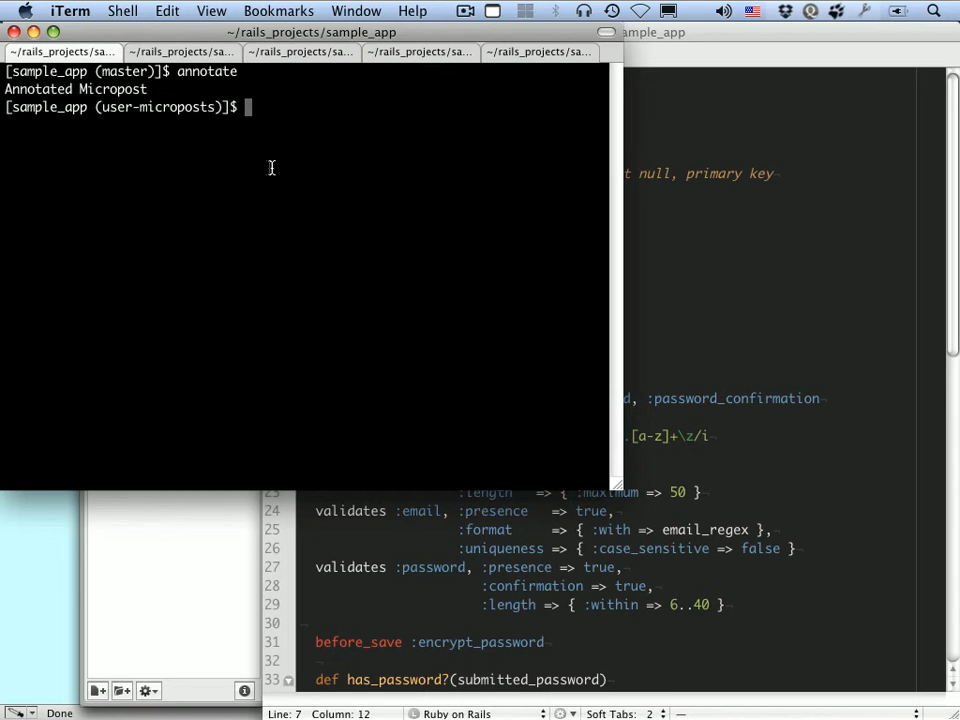 iTerm Shell Edit View Bookmarks Window Help
~/rails_projects/sample_app
ample_app
~/rails_projects/sa... ~/rails_projects/sa... ~/rails_projects/sa... ~/rails_projects/sa... ~/rails_projects/sa...
[sample_app (master)]$ annotate
Annotated Micropost
[sample_app (user-microposts)]$
t null, primary key
d, :password_confirmation
.[a-z]+\z/i
23 :length => { :maximum => 50 }
24 validates :email, :presence => true,
25 :format => { :with => email_regex },
26 :uniqueness => { :case_sensitive => false }
27 validates :password, :presence => true,
28 :confirmation => true,
29 :length => { :within => 6..40 }
30
31 before_save :encrypt_password
32
33 def has_password?(submitted_password)
Done
Line: 7 Column: 12 Ruby on Rails Soft Tabs: 2 —